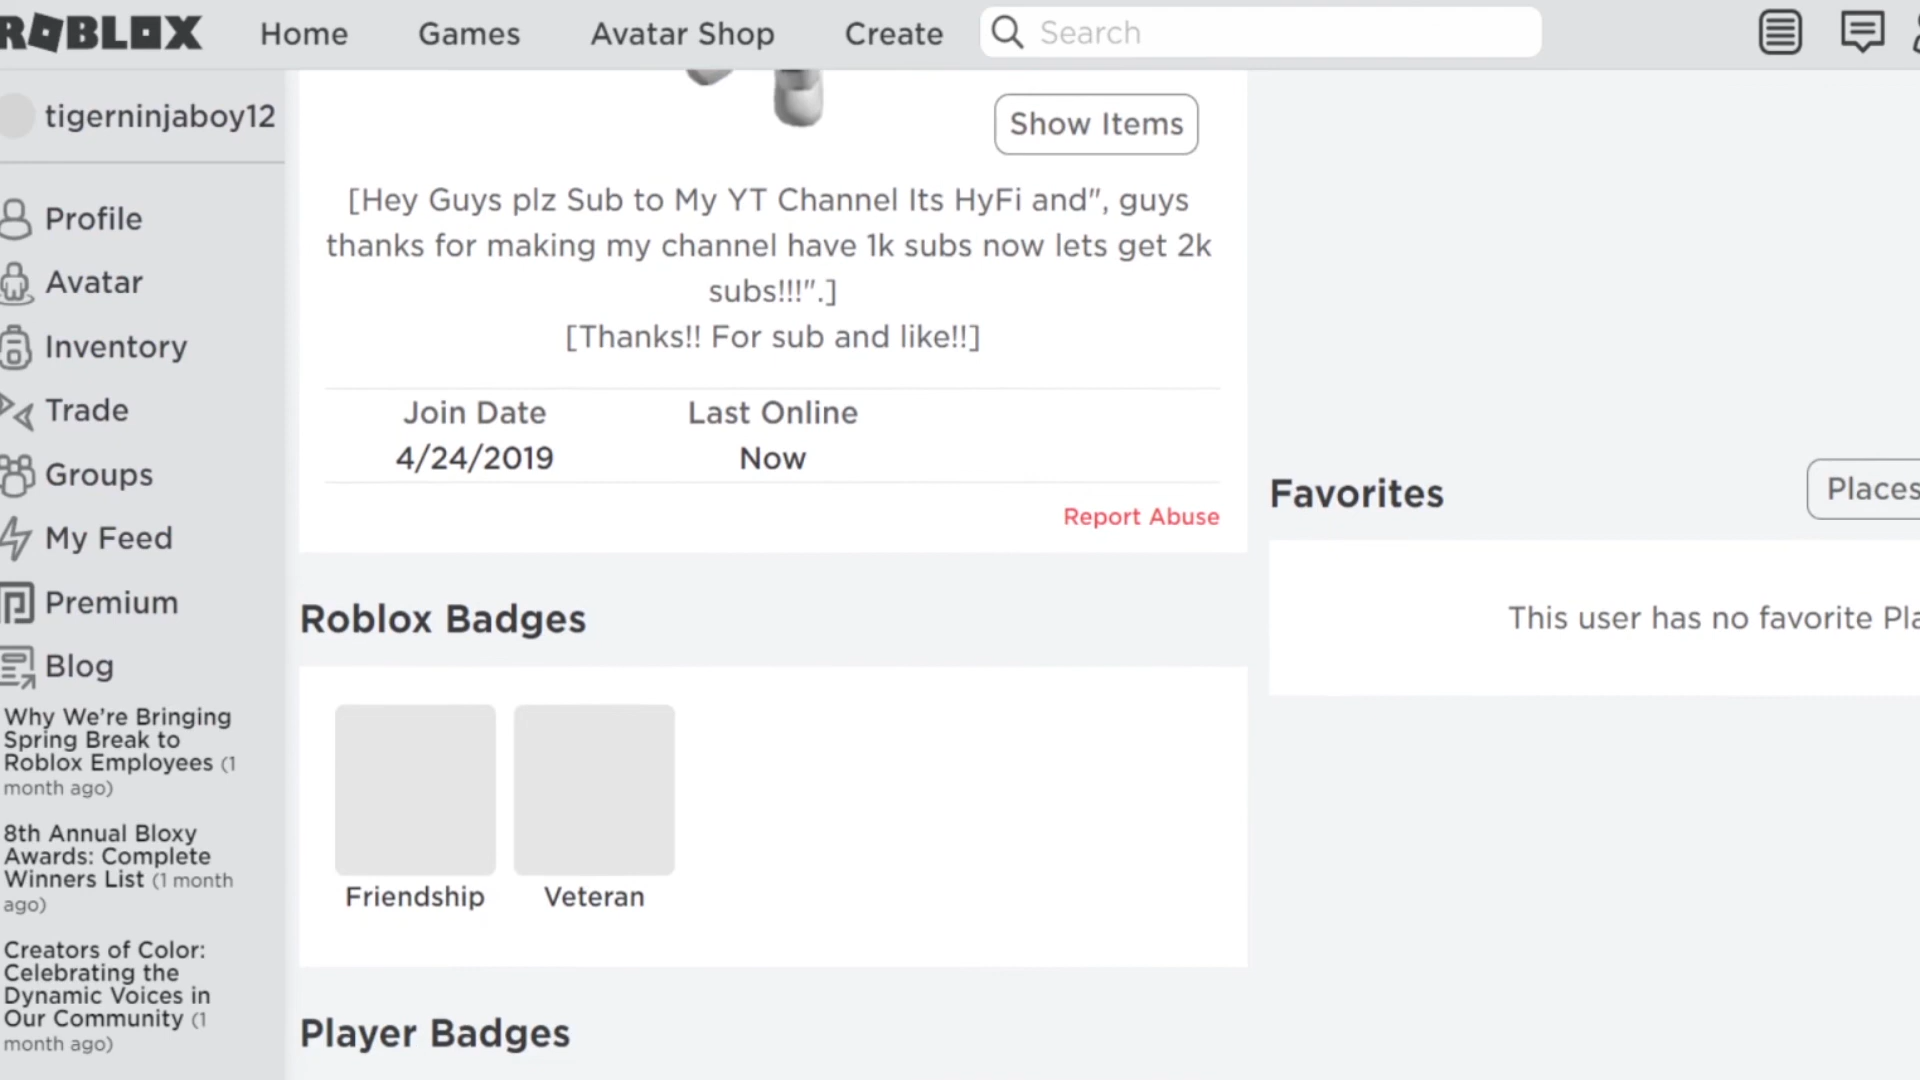 ROBLOX Home Games Avatar Shop Create Search
tigerninjaboy12
Profile
Avatar
Inventory
Trade
Groups
My Feed
Premium
Blog
Why We're Bringing
Spring Break to
Roblox Employees (1
month ago)
8th Annual Bloxy
Awards: Complete
Winners List (1 month
ago)
Creators of Color:
Celebrating the
Dynamic Voices in
Our Community (1
month ago)
Show Items
[Hey Guys plz Sub to My YT Channel Its HyFi and", guys
thanks for making my channel have 1k subs now lets get 2k
subs!!!".]
[Thanks!! For sub and like!!]
Join Date Last Online
4/24/2019 Now
Report Abuse
Roblox Badges
Friendship Veteran
Player Badges
Favorites Places
This user has no favorite Pla